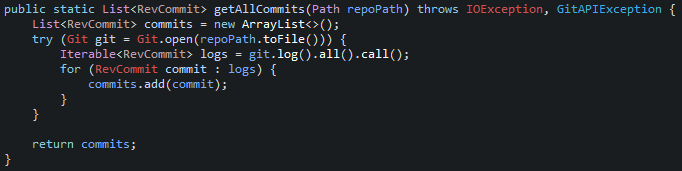 public static List<RevCommit> getAllCommits(Path repoPath) throws IOException, GitAPIException {
    List<RevCommit> commits = new ArrayList<>();
    try (Git git = Git.open(repoPath.toFile())) {
        Iterable<RevCommit> logs = git.log().all().call();
        for (RevCommit commit : logs) {
            commits.add(commit);
        }
    }

    return commits;
}